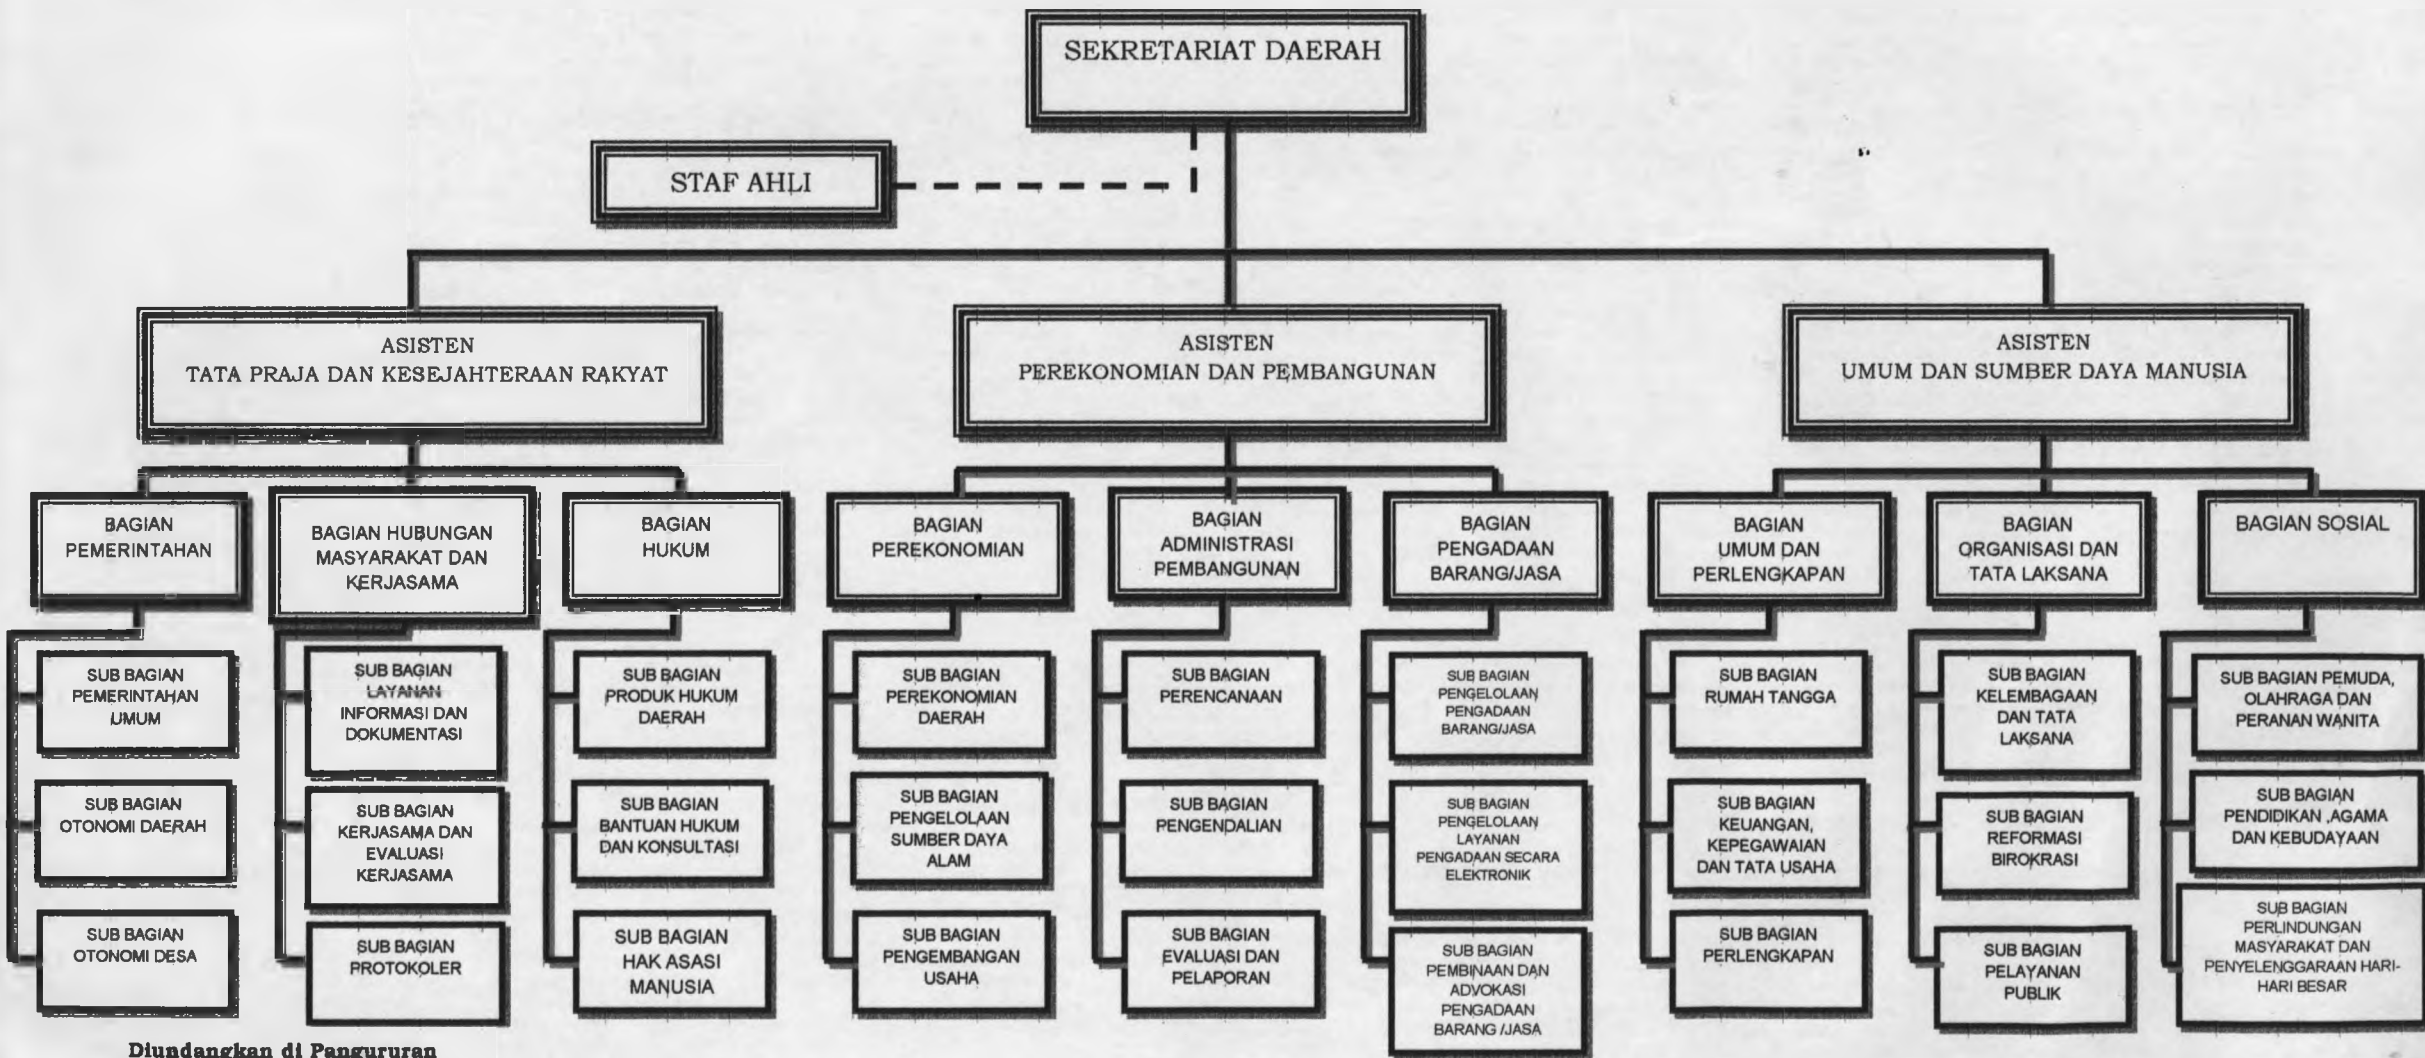 SEKRETARIAT DAERAH
STAF AHLI
ASISTEN
TATA PRAJA DAN KESEJAHTERAAN RAKYAT
ASISTEN
PEREKONOMIAN DAN PEMBANGUNAN
ASISTEN
UMUM DAN SUMBER DAYA MANUSIA
BAGIAN
PEMERINTAHAN
BAGIAN HUBUNGAN
MASYARAKAT DAN
KERJASAMA
BAGIAN
HUKUM
BAGIAN
PEREKONOMIAN
BAGIAN
ADMINISTRASI
PEMBANGUNAN
BAGIAN
PENGADAAN
BARANG/JASA
BAGIAN
UMUM DAN
PERLENGKAPAN
BAGIAN
ORGANISASI DAN
TATA LAKSANA
BAGIAN SOSIAL
SUB BAGIAN
PEMERINTAHAN
UMUM
SUB BAGIAN
LAYANAN
INFORMASI DAN
DOKUMENTASI
SUB BAGIAN
PRODUK HUKUM
DAERAH
SUB BAGIAN
PEREKONOMIAN
DAERAH
SUB BAGIAN
PERENCANAAN
SUB BAGIAN
PENGELOLAAN
PENGADAAN
BARANG/JASA
SUB BAGIAN
RUMAH TANGGA
SUB BAGIAN
KELEMBAGAAN
DAN TATA
LAKSANA
SUB BAGIAN PEMUDA,
OLAHRAGA DAN
PERANAN WANITA
SUB BAGIAN
OTONOMI DAERAH
SUB BAGIAN
KERJASAMA DAN
EVALUASI
KERJASAMA
SUB BAGIAN
BANTUAN HUKUM
DAN KONSULTASI
SUB BAGIAN
PENGELOLAAN
SUMBER DAYA
ALAM
SUB BAGIAN
PENGENDALIAN
SUB BAGIAN
PENGELOLAAN
LAYANAN
PENGADAAN SECARA
ELEKTRONIK
SUB BAGIAN
KEUANGAN,
KEPEGAWAIAN
DAN TATA USAHA
SUB BAGIAN
REFORMASI
BIROKRASI
SUB BAGIAN
PENDIDIKAN ,AGAMA
DAN KEBUDAYAAN
SUB BAGIAN
OTONOMI DESA
SUB BAGIAN
PROTOKOLER
SUB BAGIAN
HAK ASASI
MANUSIA
SUB BAGIAN
PENGEMBANGAN
USAHA
SUB BAGIAN
EVALUASI DAN
PELAPORAN
SUB BAGIAN
PEMBINAAN DAN
ADVOKASI
PENGADAAN
BARANG /JASA
SUB BAGIAN
PERLENGKAPAN
SUB BAGIAN
PELAYANAN
PUBLIK
SUB BAGIAN
PERLINDUNGAN
MASYARAKAT DAN
PENYELENGGARAAN HARI-
HARI BESAR
Diundangkan di Pangururan